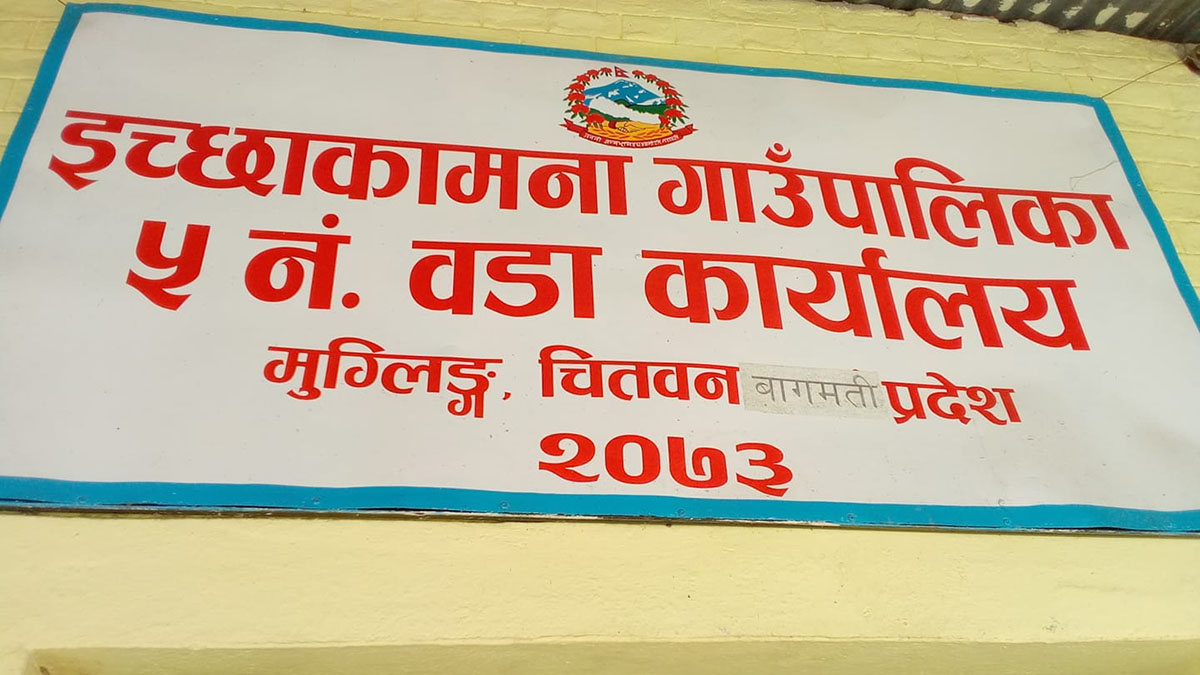 इच्छाकामना गाउँपालिका
५ नं. वडा कार्यालय
मुग्लिङ्ग, चितवन बागमती प्रदेश
२०७३